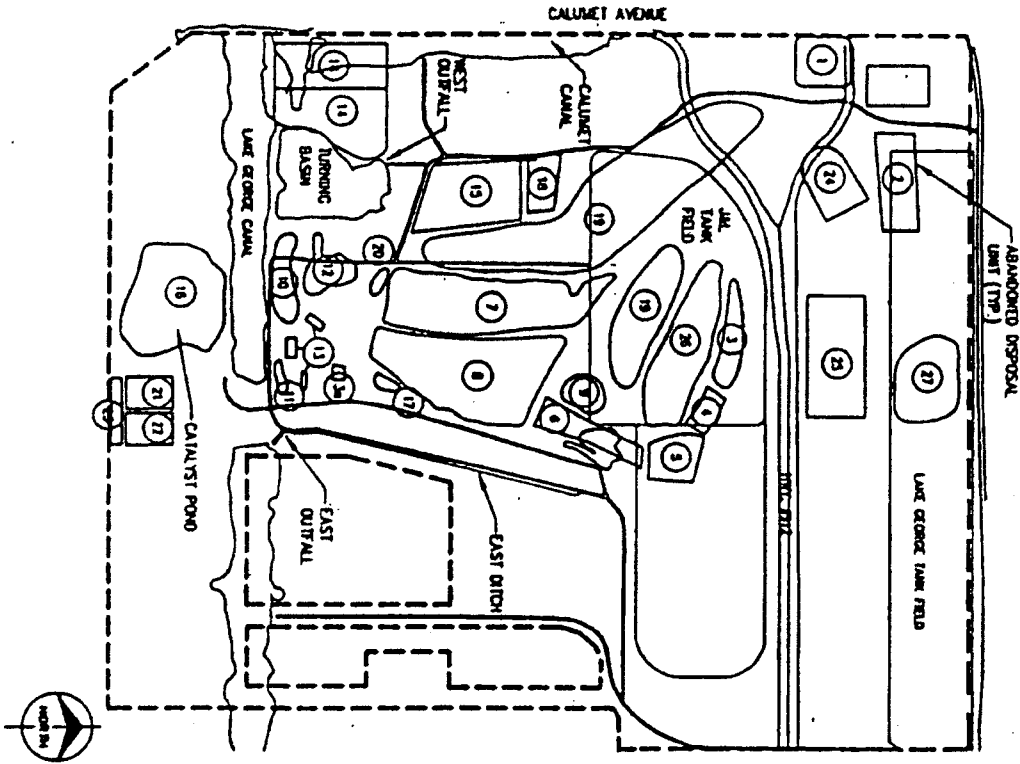 CALUMET AVENUE
1
2
24
ABANDONED DISPOSAL
UNIT (TYP.)
25
27
LAKE GEORGE TANK FIELD
CALUMET
CANAL
WEST
OUTFALL
14
TURNING
BASIN
LAKE GEORGE CANAL
15
18
19
J&L
TANK
FIELD
20
12
10
7
19
26
3
8
13
11
17
9
6
4
5
16
CATALYST POND
21
22
EAST
OUTFALL
EAST DITCH
NORTH